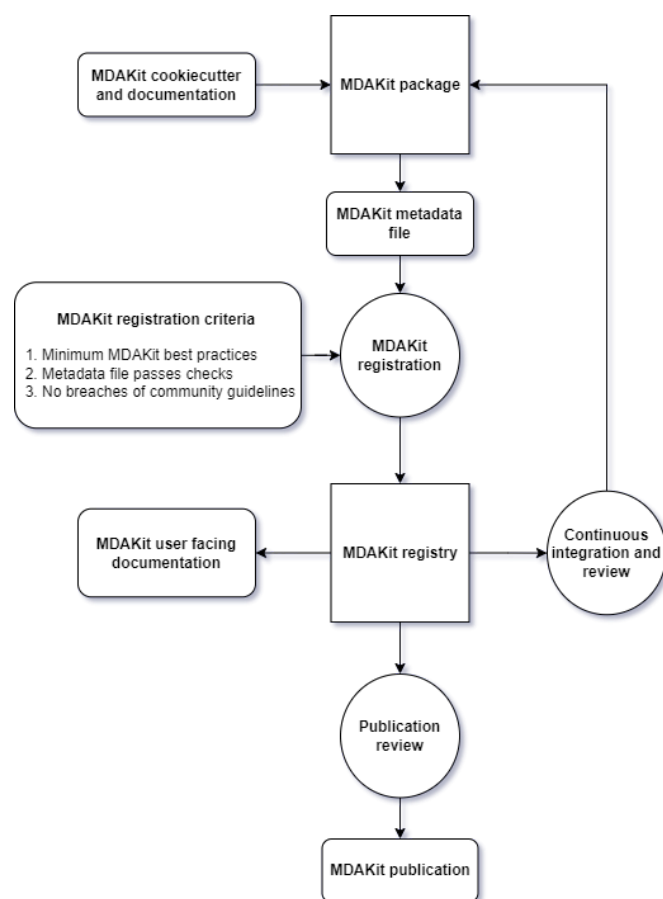 MDAKit cookiecutter
and documentation
MDAKit package
MDAKit metadata
file
MDAKit registration criteria
1. Minimum MDAKit best practices
2. Metadata file passes checks
3. No breaches of community guidelines
MDAKit
registration
MDAKit user facing
documentation
MDAKit registry
Continuous
integration and
review
Publication
review
MDAKit publication